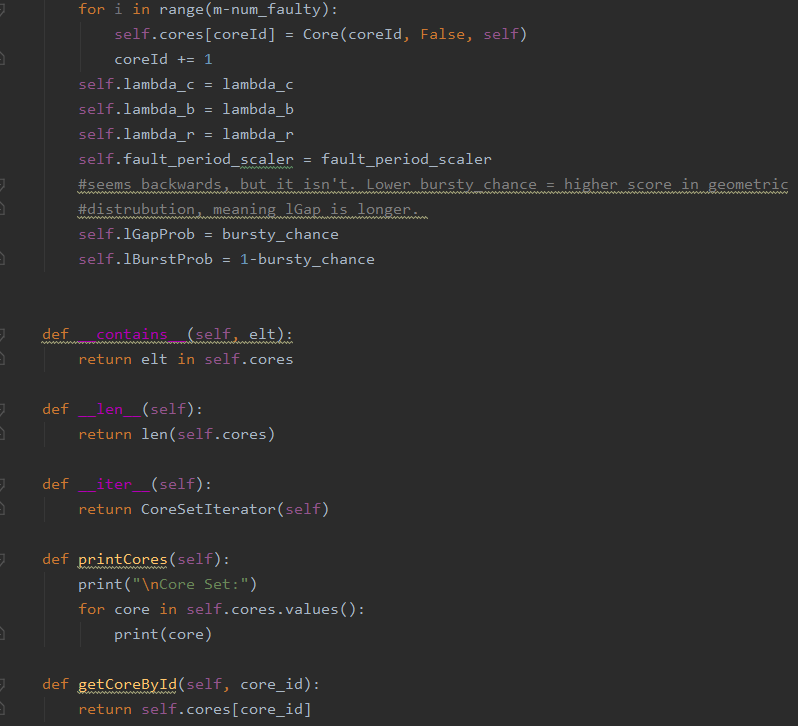 for i in range(m-num_faulty):
self.cores[coreId] = Core(coreId, False, self)
coreId += 1
self.lambda_c = lambda_c
self.lambda_b = lambda_b
self.lambda_r = lambda_r
self.fault_period_scaler = fault_period_scaler
#seems backwards, but it isn't. Lower bursty_chance = higher score in geometric
#distrubution, meaning lGap is longer.
self.lGapProb = bursty_chance
self.lBurstProb = 1-bursty_chance
def __contains__(self, elt):
return elt in self.cores
def __len__(self):
return len(self.cores)
def __iter__(self):
return CoreSetIterator(self)
def printCores(self):
print("\nCore Set:")
for core in self.cores.values():
print(core)
def getCoreById(self, core_id):
return self.cores[core_id]